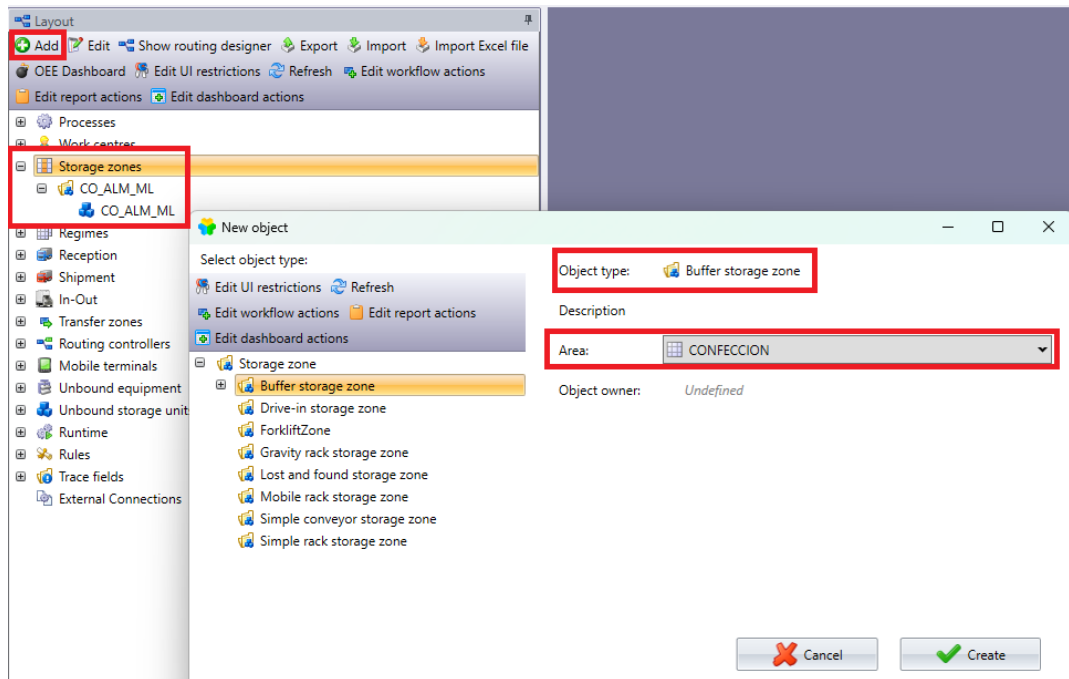 Layout
Add Edit Show routing designer Export Import Import Excel file
OEE Dashboard Edit UI restrictions Refresh Edit workflow actions
Edit report actions Edit dashboard actions
Processes
Work centres
Storage zones
CO_ALM_ML
CO_ALM_ML
Regimes
Reception
Shipment
In-Out
Transfer zones
Routing controllers
Mobile terminals
Unbound equipment
Unbound storage unit
Runtime
Rules
Trace fields
External Connections
New object
Select object type:
Edit UI restrictions Refresh
Edit workflow actions Edit report actions
Edit dashboard actions
Storage zone
Buffer storage zone
Drive-in storage zone
ForkliftZone
Gravity rack storage zone
Lost and found storage zone
Mobile rack storage zone
Simple conveyor storage zone
Simple rack storage zone
Object type: Buffer storage zone
Description
Area: CONFECCION
Object owner: Undefined
Cancel Create